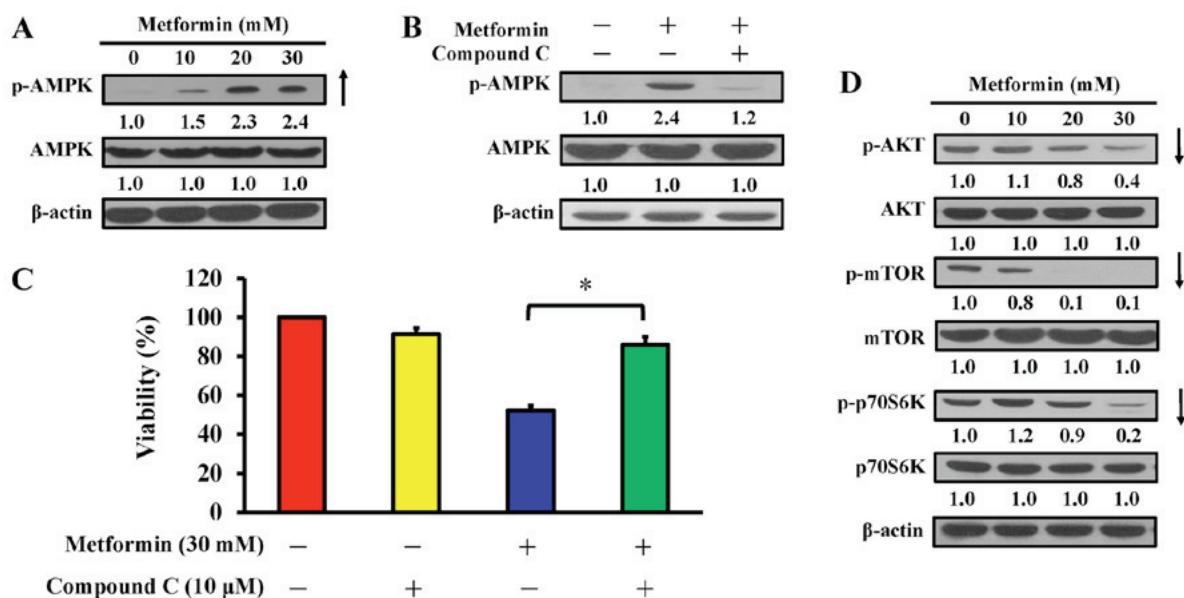 A
Metformin (mM)
0 10 20 30
p-AMPK
1.0 1.5 2.3 2.4
AMPK
1.0 1.0 1.0 1.0
β-actin
B
Metformin − + +
Compound C − − +
p-AMPK
1.0 2.4 1.2
AMPK
1.0 1.0 1.0
β-actin
C
Viability (%)
120
100
80
60
40
20
0
*
Metformin (30 mM) − − + +
Compound C (10 μM) − + − +
D
Metformin (mM)
0 10 20 30
p-AKT
1.0 1.1 0.8 0.4
AKT
1.0 1.0 1.0 1.0
p-mTOR
1.0 0.8 0.1 0.1
mTOR
1.0 1.0 1.0 1.0
p-p70S6K
1.0 1.2 0.9 0.2
p70S6K
1.0 1.0 1.0 1.0
β-actin